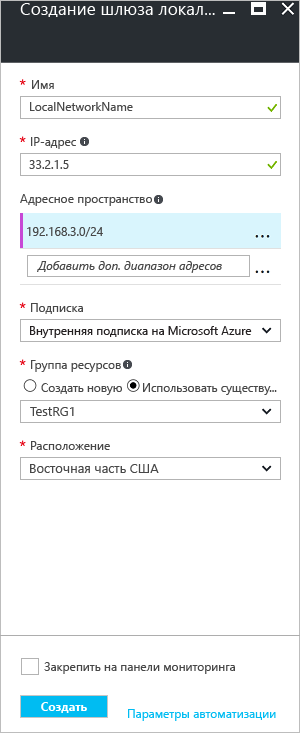 Создание шлюза локал...
* Имя
LocalNetworkName
* IP-адрес
33.2.1.5
Адресное пространство
192.168.3.0/24 ...
Добавить доп. диапазон адресов ...
* Подписка
Внутренняя подписка на Microsoft Azure
* Группа ресурсов
Создать новую Использовать существу...
TestRG1
* Расположение
Восточная часть США
Закрепить на панели мониторинга
Создать Параметры автоматизации